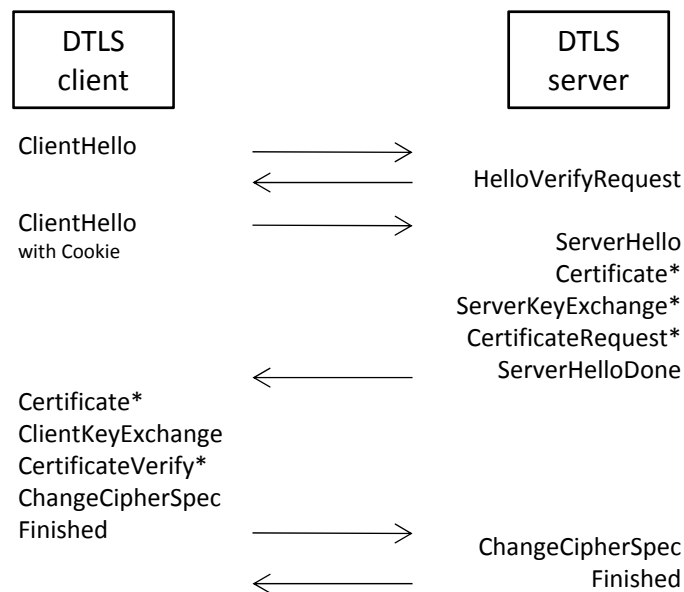 DTLS
client
DTLS
server
ClientHello
HelloVerifyRequest
ClientHello
with Cookie
ServerHello
Certificate*
ServerKeyExchange*
CertificateRequest*
ServerHelloDone
Certificate*
ClientKeyExchange
CertificateVerify*
ChangeCipherSpec
Finished
ChangeCipherSpec
Finished